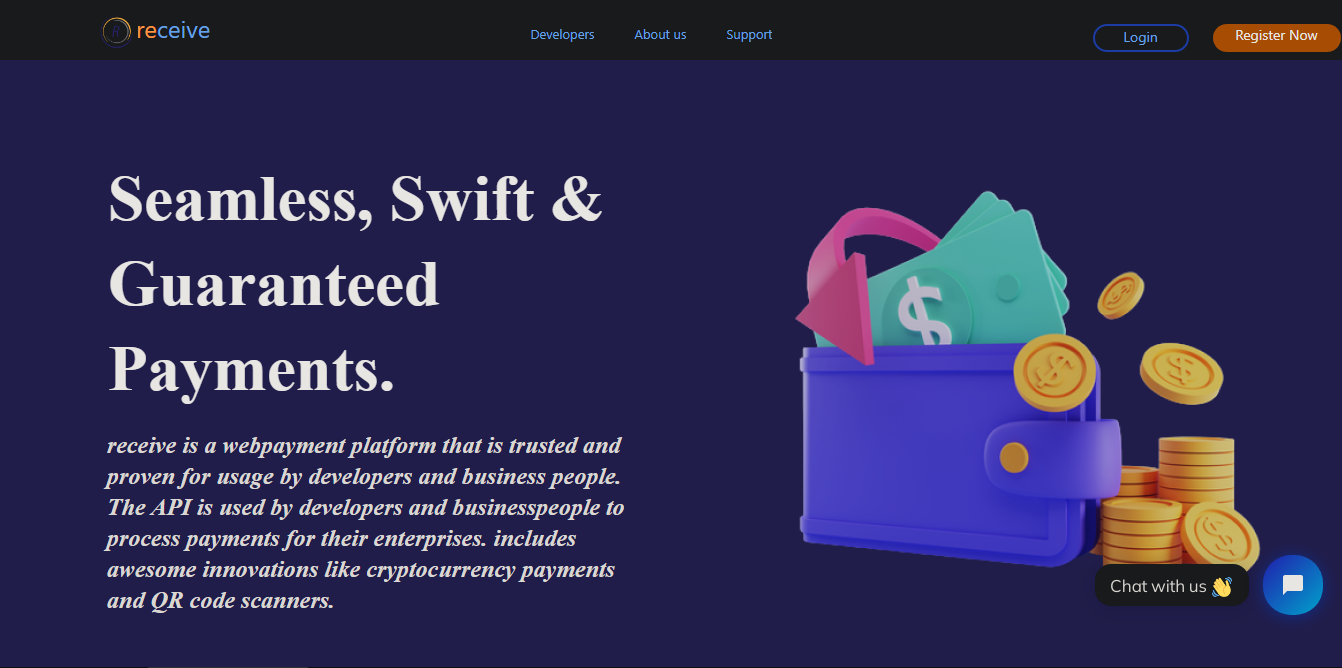 receive
Developers
About us
Support
Login
Register Now
Seamless, Swift &
Guaranteed
Payments.
receive is a webpayment platform that is trusted and
proven for usage by developers and business people.
The API is used by developers and businesspeople to
process payments for their enterprises. includes
awesome innovations like cryptocurrency payments
and QR code scanners.
$
Chat with us 👋